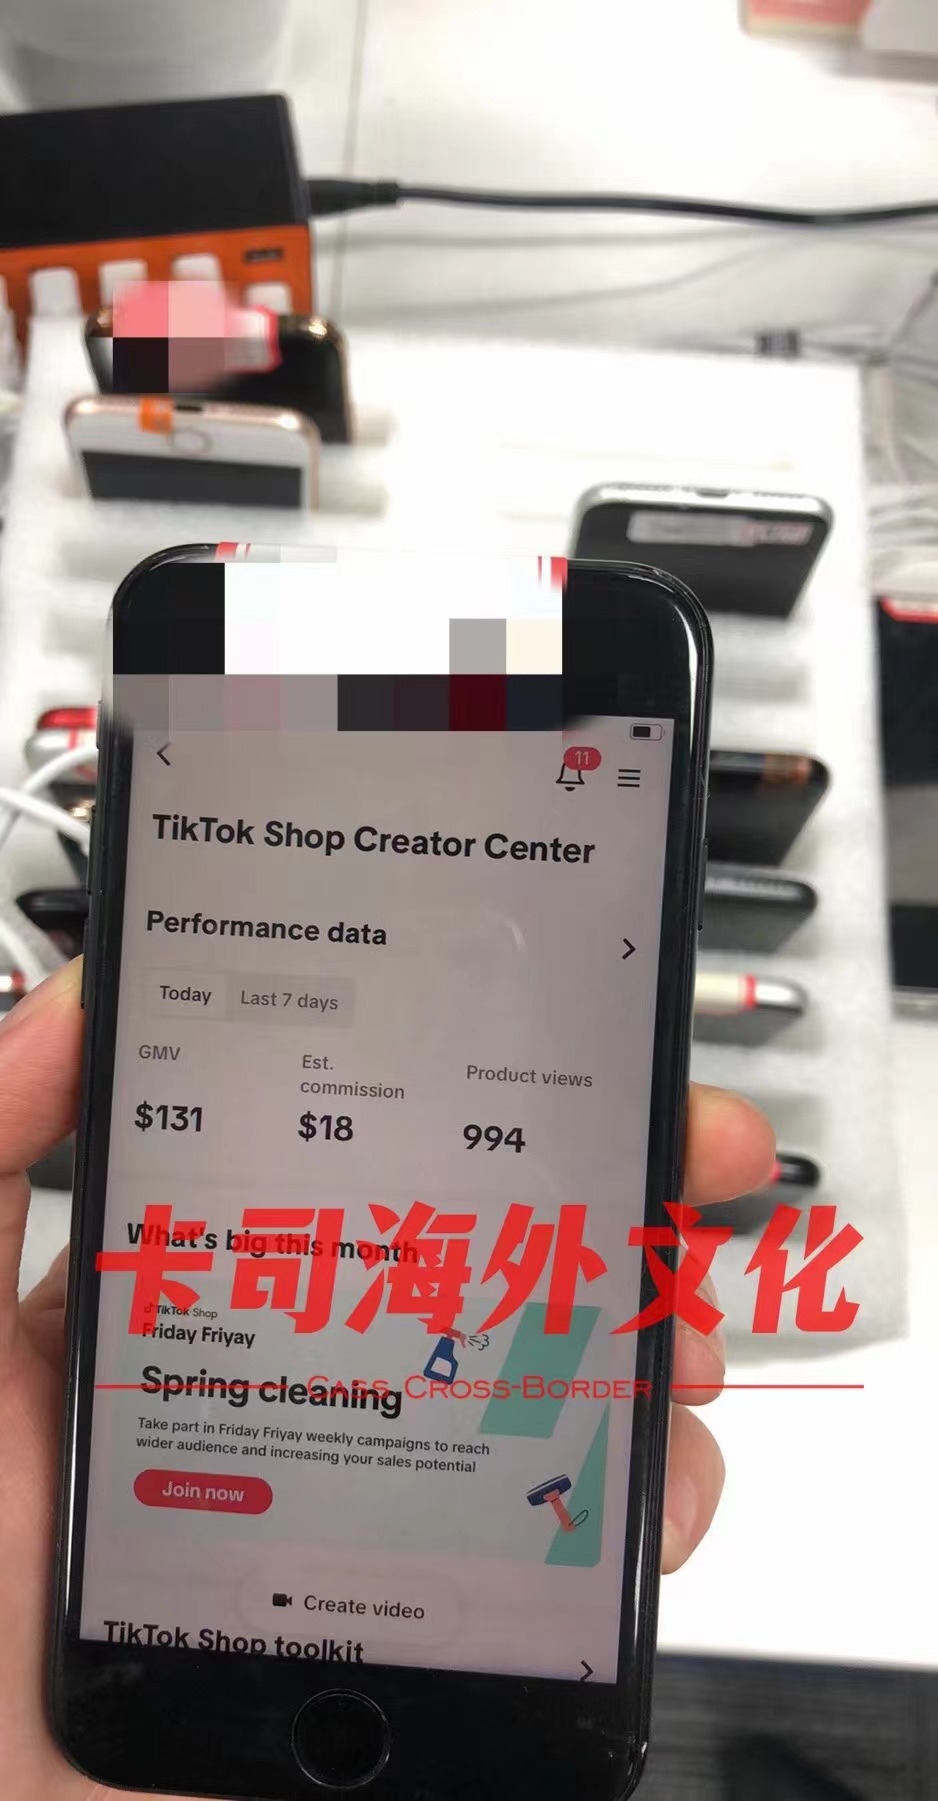 11
TikTok Shop Creator Center
Performance data
Today
Last 7 days
GMV
Est.
commission
Product views
$131
$18
994
What's big this month
卡司海外文化
TikTok Shop
Friday Friyay
Spring cleaning
CASS CROSS-BORDER
Take part in Friday Friyay weekly campaigns to reach
wider audience and increasing your sales potential
Join now
Create video
TikTok Shop toolkit